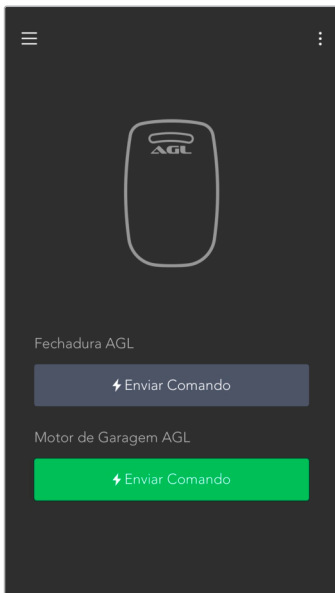 AGL
Fechadura AGL
Enviar Comando
Motor de Garagem AGL
Enviar Comando